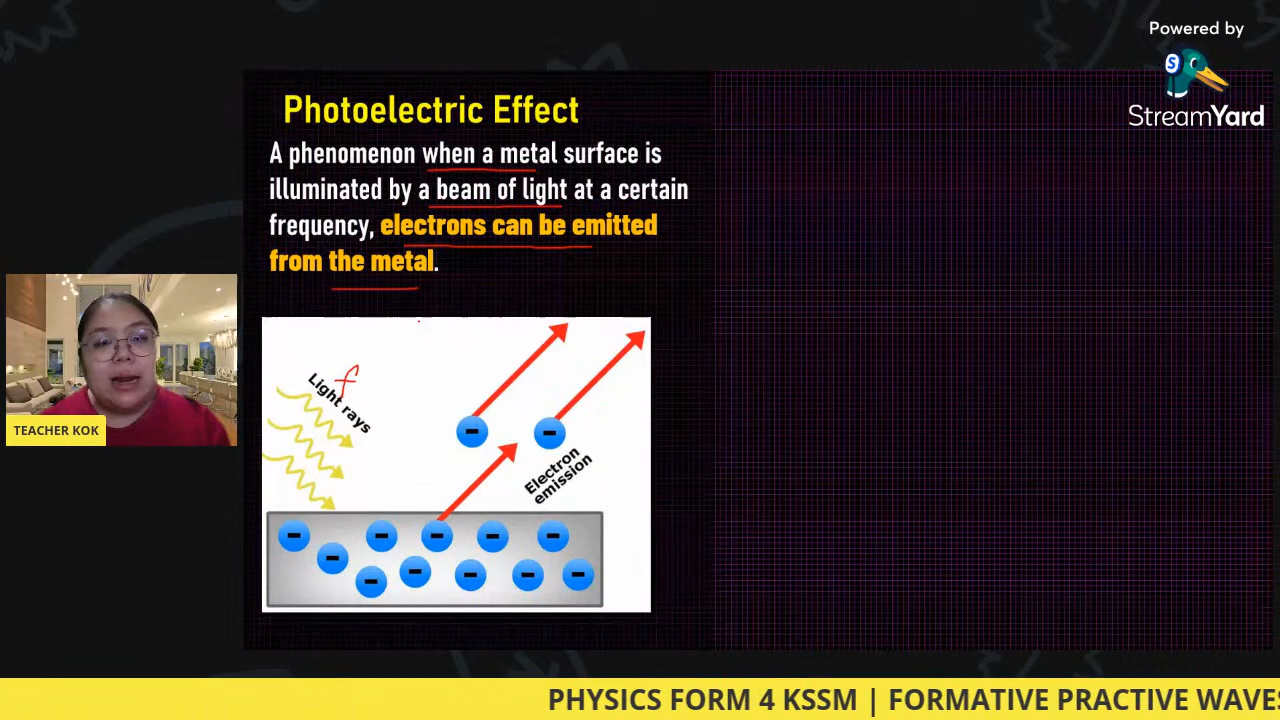 Powered by
StreamYard
Photoelectric Effect
A phenomenon when a metal surface is
illuminated by a beam of light at a certain
frequency, electrons can be emitted
from the metal.
f
Light rays
Electron
emission
TEACHER KOK
PHYSICS FORM 4 KSSM | FORMATIVE PRACTIVE WAVES